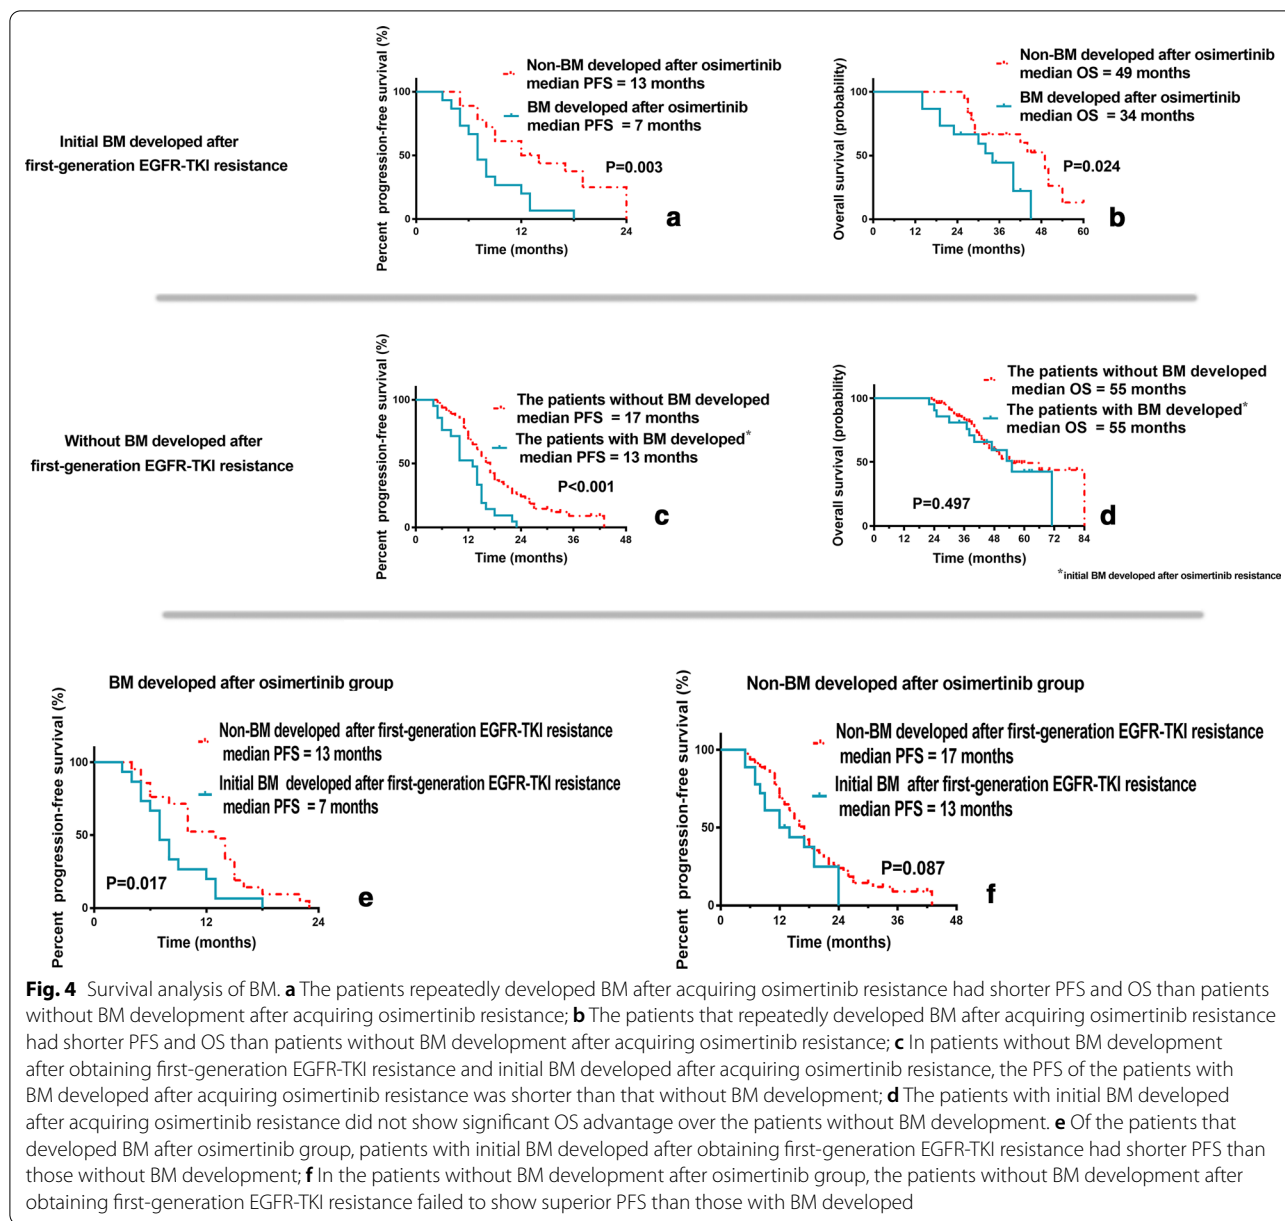 Initial BM developed after
first-generation EGFR-TKI resistance
Percent progression-free survival (%)
Non-BM developed after osimertinib
median PFS = 13 months
BM developed after osimertinib
median PFS = 7 months
P=0.003
100
50
0
0 12 24
Time (months)
a
Overall survival (probability)
Non-BM developed after osimertinib
median OS = 49 months
BM developed after osimertinib
median OS = 34 months
P=0.024
100
50
0
0 12 24 36 48 60
Time (months)
b
Without BM developed after
first-generation EGFR-TKI resistance
Percent progression-free survival (%)
The patients without BM developed
median PFS = 17 months
The patients with BM developed*
median PFS = 13 months
P<0.001
100
50
0
0 12 24 36 48
Time (months)
c
Overall survival (probability)
The patients without BM developed
median OS = 55 months
The patients with BM developed*
median OS = 55 months
P=0.497
100
50
0
0 12 24 36 48 60 72 84
Time (months)
d
*initial BM developed after osimertinib resistance
BM developed after osimertinib group
Percent progression-free survival (%)
Non-BM developed after first-generation EGFR-TKI resistance
median PFS = 13 months
Initial BM developed after first-generation EGFR-TKI resistance
median PFS = 7 months
P=0.017
100
50
0
0 12 24
Time (months)
e
Non-BM developed after osimertinib group
Percent progression-free survival (%)
Non-BM developed after first-generation EGFR-TKI resistance
median PFS = 17 months
Initial BM after first-generation EGFR-TKI resistance
median PFS = 13 months
P=0.087
100
50
0
0 12 24 36 48
Time (months)
f
Fig. 4 Survival analysis of BM. a The patients repeatedly developed BM after acquiring osimertinib resistance had shorter PFS and OS than patients
without BM development after acquiring osimertinib resistance; b The patients that repeatedly developed BM after acquiring osimertinib resistance
had shorter PFS and OS than patients without BM development after acquiring osimertinib resistance; c In patients without BM development
after obtaining first-generation EGFR-TKI resistance and initial BM developed after acquiring osimertinib resistance, the PFS of the patients with
BM developed after acquiring osimertinib resistance was shorter than that without BM development; d The patients with initial BM developed
after acquiring osimertinib resistance did not show significant OS advantage over the patients without BM development. e Of the patients that
developed BM after osimertinib group, patients with initial BM developed after obtaining first-generation EGFR-TKI resistance had shorter PFS than
those without BM development; f In the patients without BM development after osimertinib group, the patients without BM development after
obtaining first-generation EGFR-TKI resistance failed to show superior PFS than those with BM developed